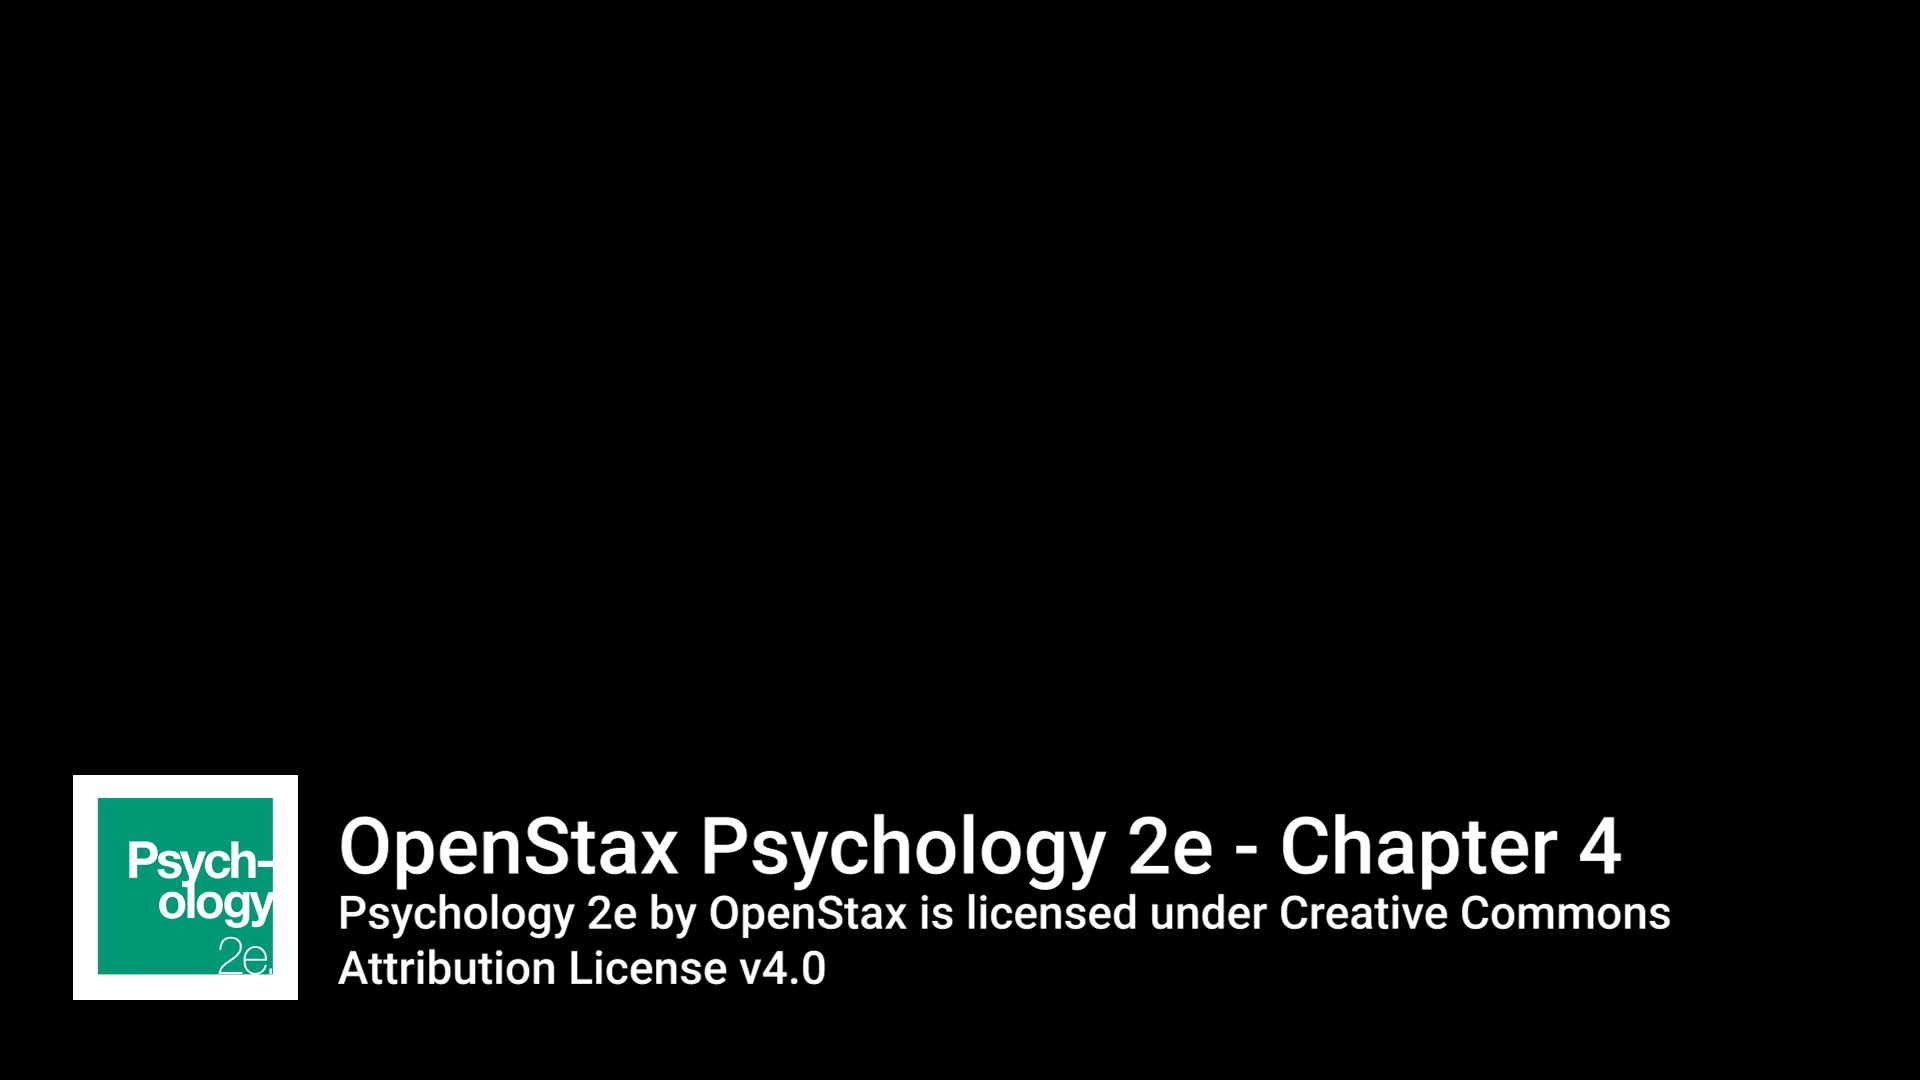 Psych-
ology
2e.
OpenStax Psychology 2e - Chapter 4
Psychology 2e by OpenStax is licensed under Creative Commons
Attribution License v4.0